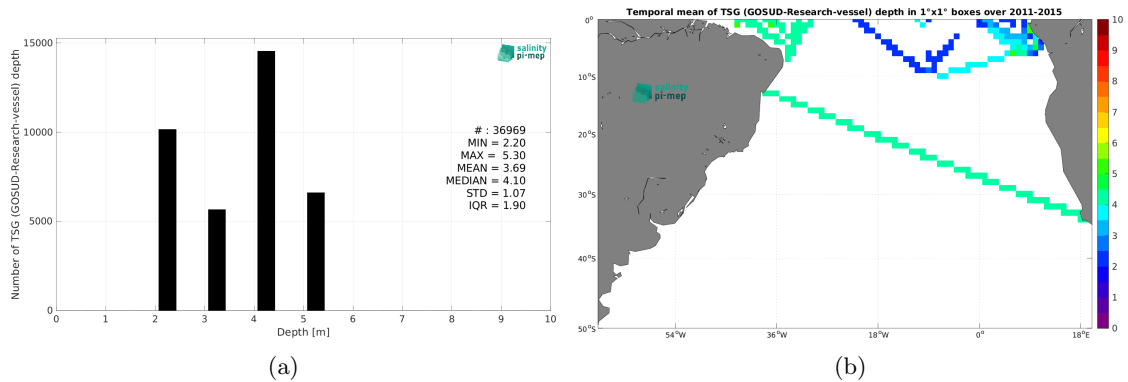 Number of TSG (GOSUD-Research-vessel) depth
15000
10000
5000
0
0 1 2 3 4 5 6 7 8 9 10
Depth [m]
salinity
pi-mep
# : 36969
MIN = 2.20
MAX = 5.30
MEAN = 3.69
MEDIAN = 4.10
STD = 1.07
IQR = 1.90
(a)
Temporal mean of TSG (GOSUD-Research-vessel) depth in 1°x1° boxes over 2011-2015
0°
10°S
20°S
30°S
40°S
50°S
54°W 36°W 18°W 0° 18°E
salinity
pi-mep
10
9
8
7
6
5
4
3
2
1
0
(b)